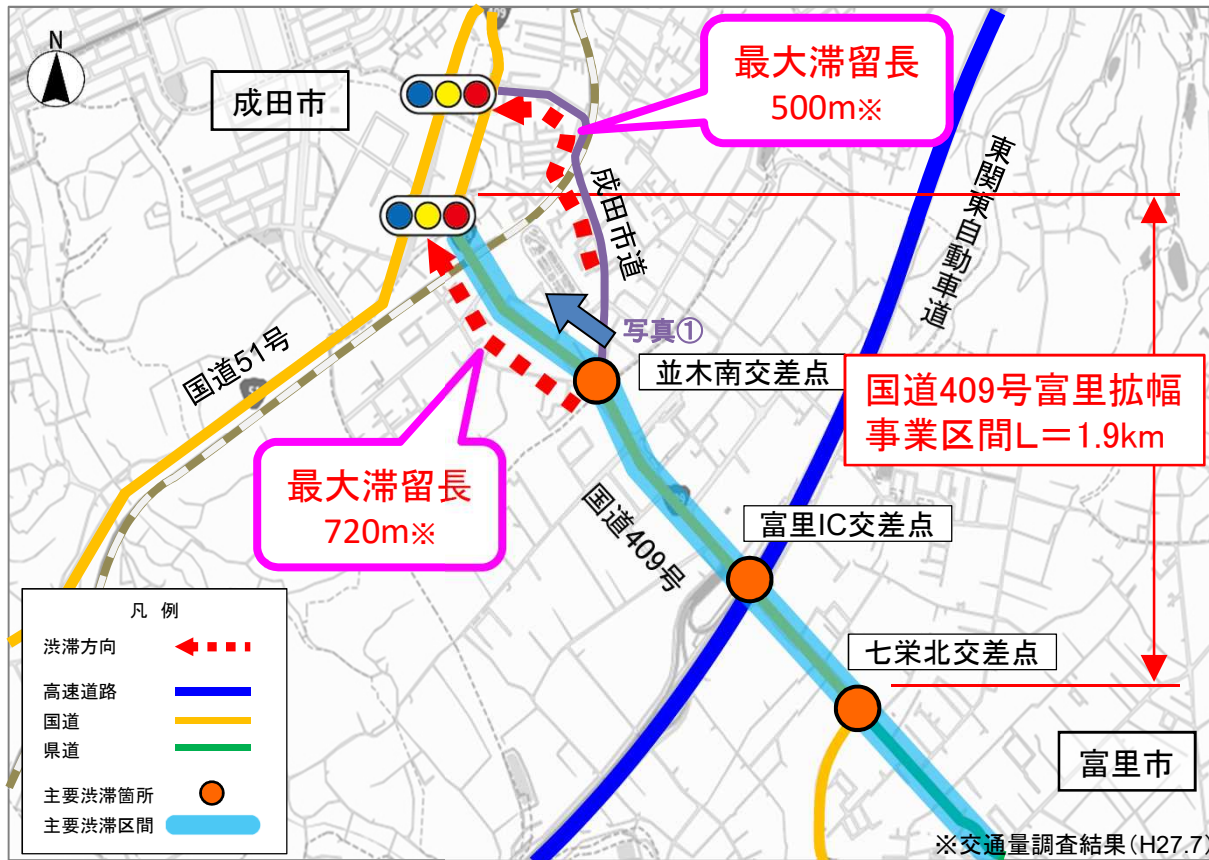 N
成田市
最大滞留長
500m※
東関東自動車道
成田市道
国道51号
写真①
並木南交差点
国道409号富里拡幅
事業区間L=1.9km
最大滞留長
720m※
国道409号
富里IC交差点
七栄北交差点
富里市
凡 例
渋滞方向
高速道路
国道
県道
主要渋滞箇所
主要渋滞区間
※交通量調査結果(H27.7)